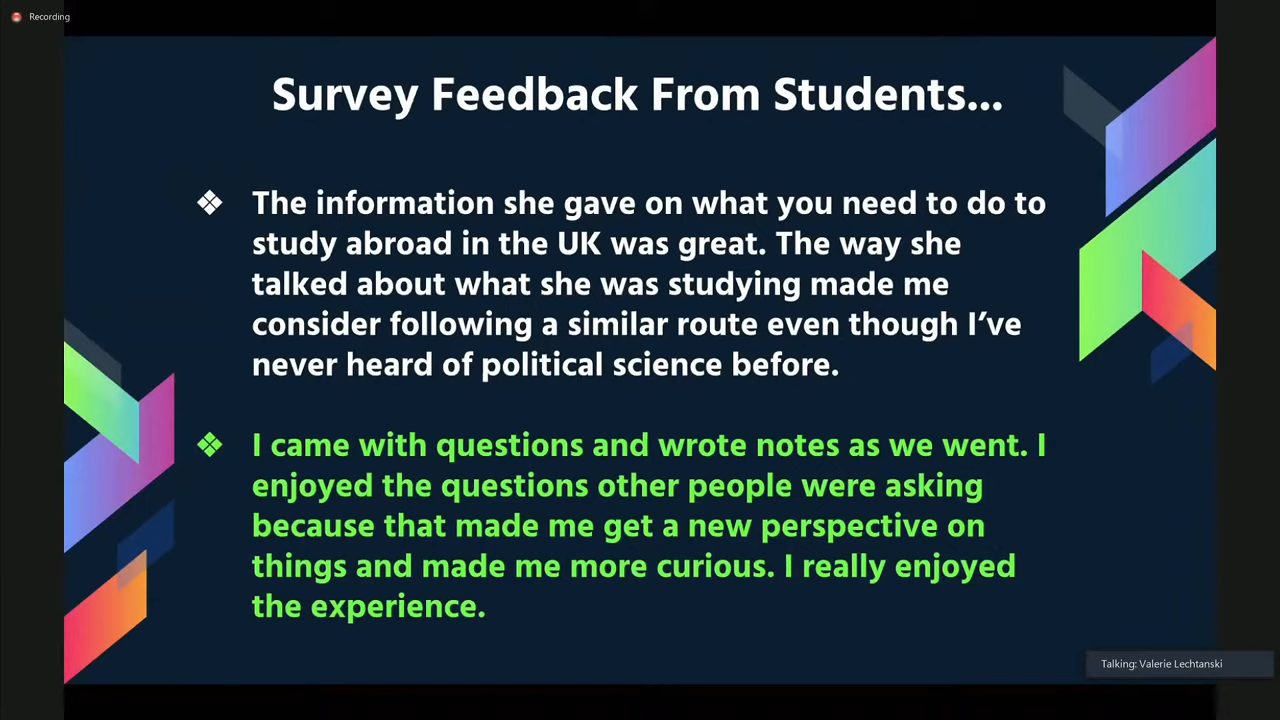 Recording
Survey Feedback From Students...
❖ The information she gave on what you need to do to
study abroad in the UK was great. The way she
talked about what she was studying made me
consider following a similar route even though I’ve
never heard of political science before.
❖ I came with questions and wrote notes as we went. I
enjoyed the questions other people were asking
because that made me get a new perspective on
things and made me more curious. I really enjoyed
the experience.
Talking: Valerie Lechtanski